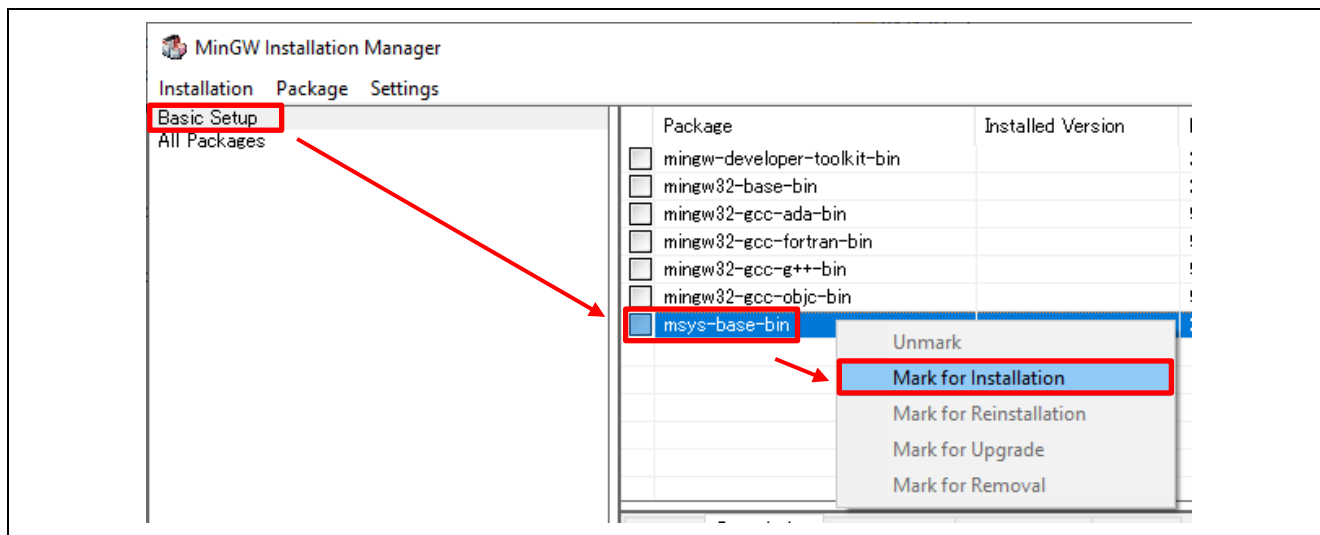 MinGW Installation Manager
Installation Package Settings
Basic Setup
All Packages
Package Installed Version
mingw-developer-toolkit-bin
mingw32-base-bin
mingw32-gcc-ada-bin
mingw32-gcc-fortran-bin
mingw32-gcc-g++-bin
mingw32-gcc-objc-bin
msys-base-bin
Unmark
Mark for Installation
Mark for Reinstallation
Mark for Upgrade
Mark for Removal